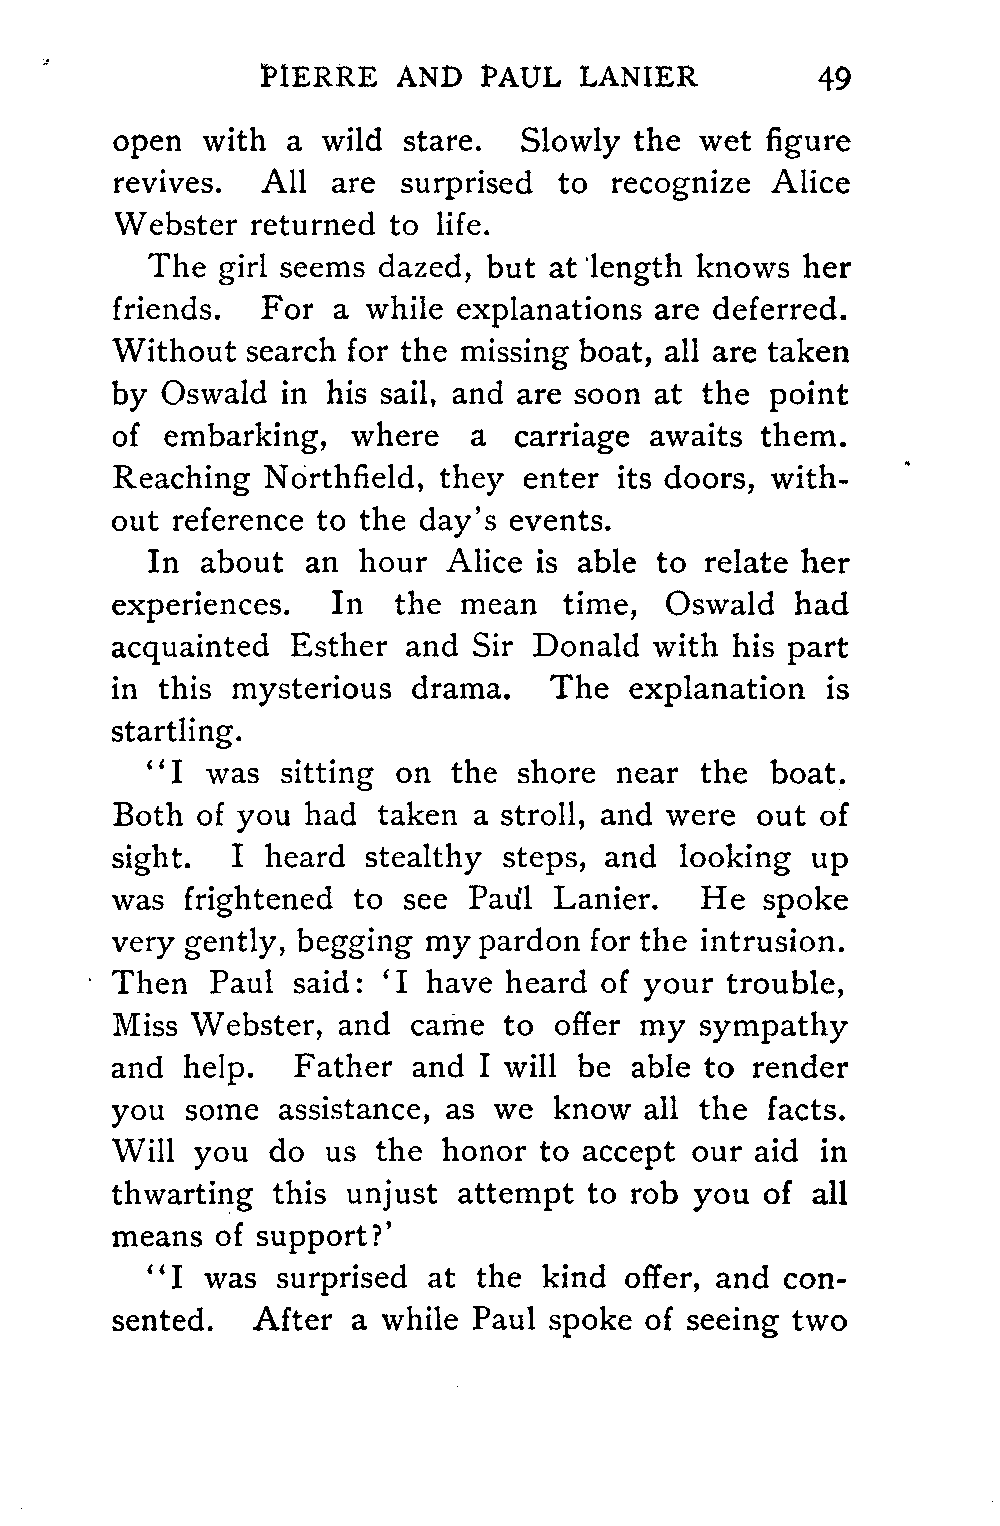 PIERRE AND PAUL LANIER 49
open with a wild stare. Slowly the wet figure
revives. All are surprised to recognize Alice
Webster returned to life.
The girl seems dazed, but at length knows her
friends. For a while explanations are deferred.
Without search for the missing boat, all are taken
by Oswald in his sail, and are soon at the point
of embarking, where a carriage awaits them.
Reaching Northfield, they enter its doors, with-
out reference to the day's events.
In about an hour Alice is able to relate her
experiences. In the mean time, Oswald had
acquainted Esther and Sir Donald with his part
in this mysterious drama. The explanation is
startling.
"I was sitting on the shore near the boat.
Both of you had taken a stroll, and were out of
sight. I heard stealthy steps, and looking up
was frightened to see Paul Lanier. He spoke
very gently, begging my pardon for the intrusion.
Then Paul said: 'I have heard of your trouble,
Miss Webster, and came to offer my sympathy
and help. Father and I will be able to render
you some assistance, as we know all the facts.
Will you do us the honor to accept our aid in
thwarting this unjust attempt to rob you of all
means of support?'
"I was surprised at the kind offer, and con-
sented. After a while Paul spoke of seeing two